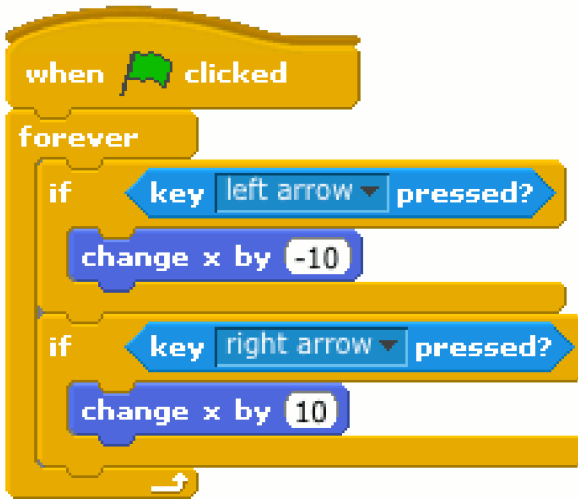 when clicked
forever
if key left arrow pressed?
change x by -10
if key right arrow pressed?
change x by 10